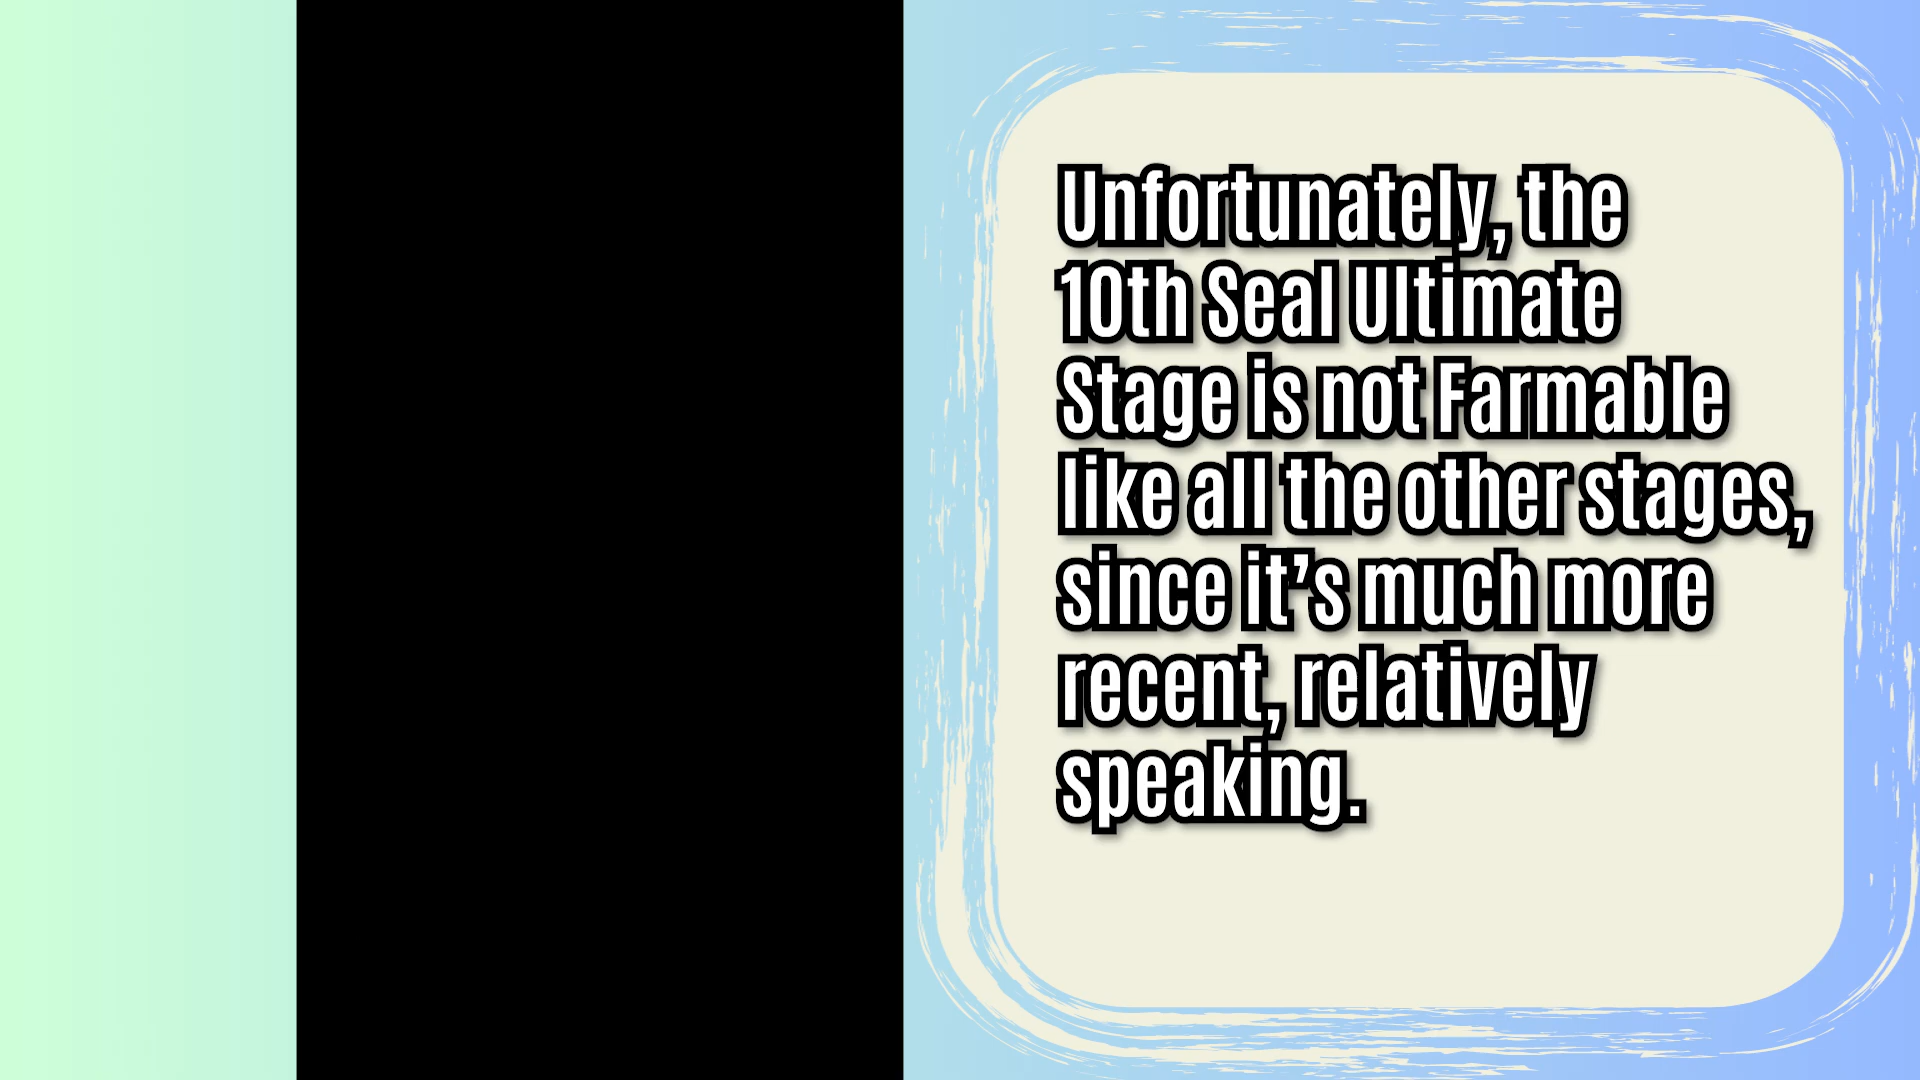 Unfortunately, the
10th Seal Ultimate
Stage is not Farmable
like all the other stages,
since it’s much more
recent, relatively
speaking.